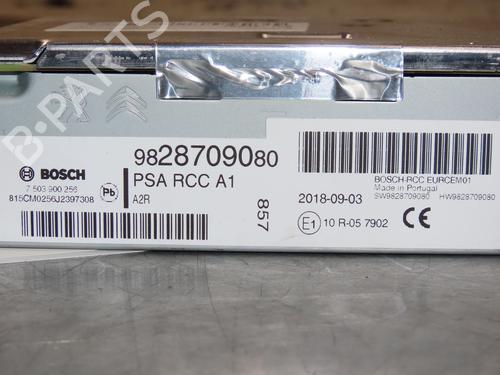 B-PARTS
BOSCH
7 503 900 256
815CM0256J2397308
Pb
9828709080
PSA RCC A1
A2R
857
2018-09-03
E1 10 R-05 7902
BOSCH-RCC EURCEM01
Made in Portugal
SW9828709080 HW9828709080